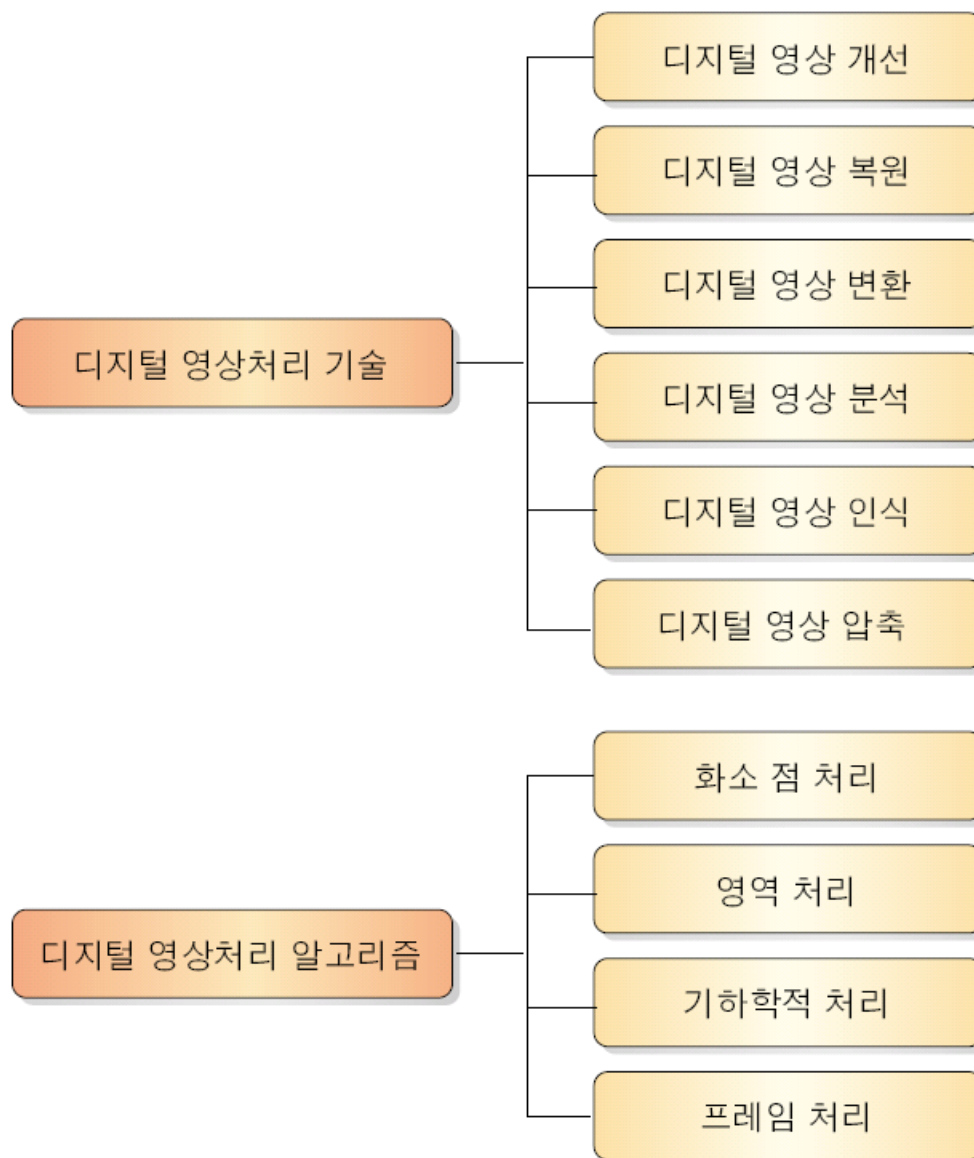 디지털 영상처리 기술
디지털 영상 개선
디지털 영상 복원
디지털 영상 변환
디지털 영상 분석
디지털 영상 인식
디지털 영상 압축
디지털 영상처리 알고리즘
화소 점 처리
영역 처리
기하학적 처리
프레임 처리